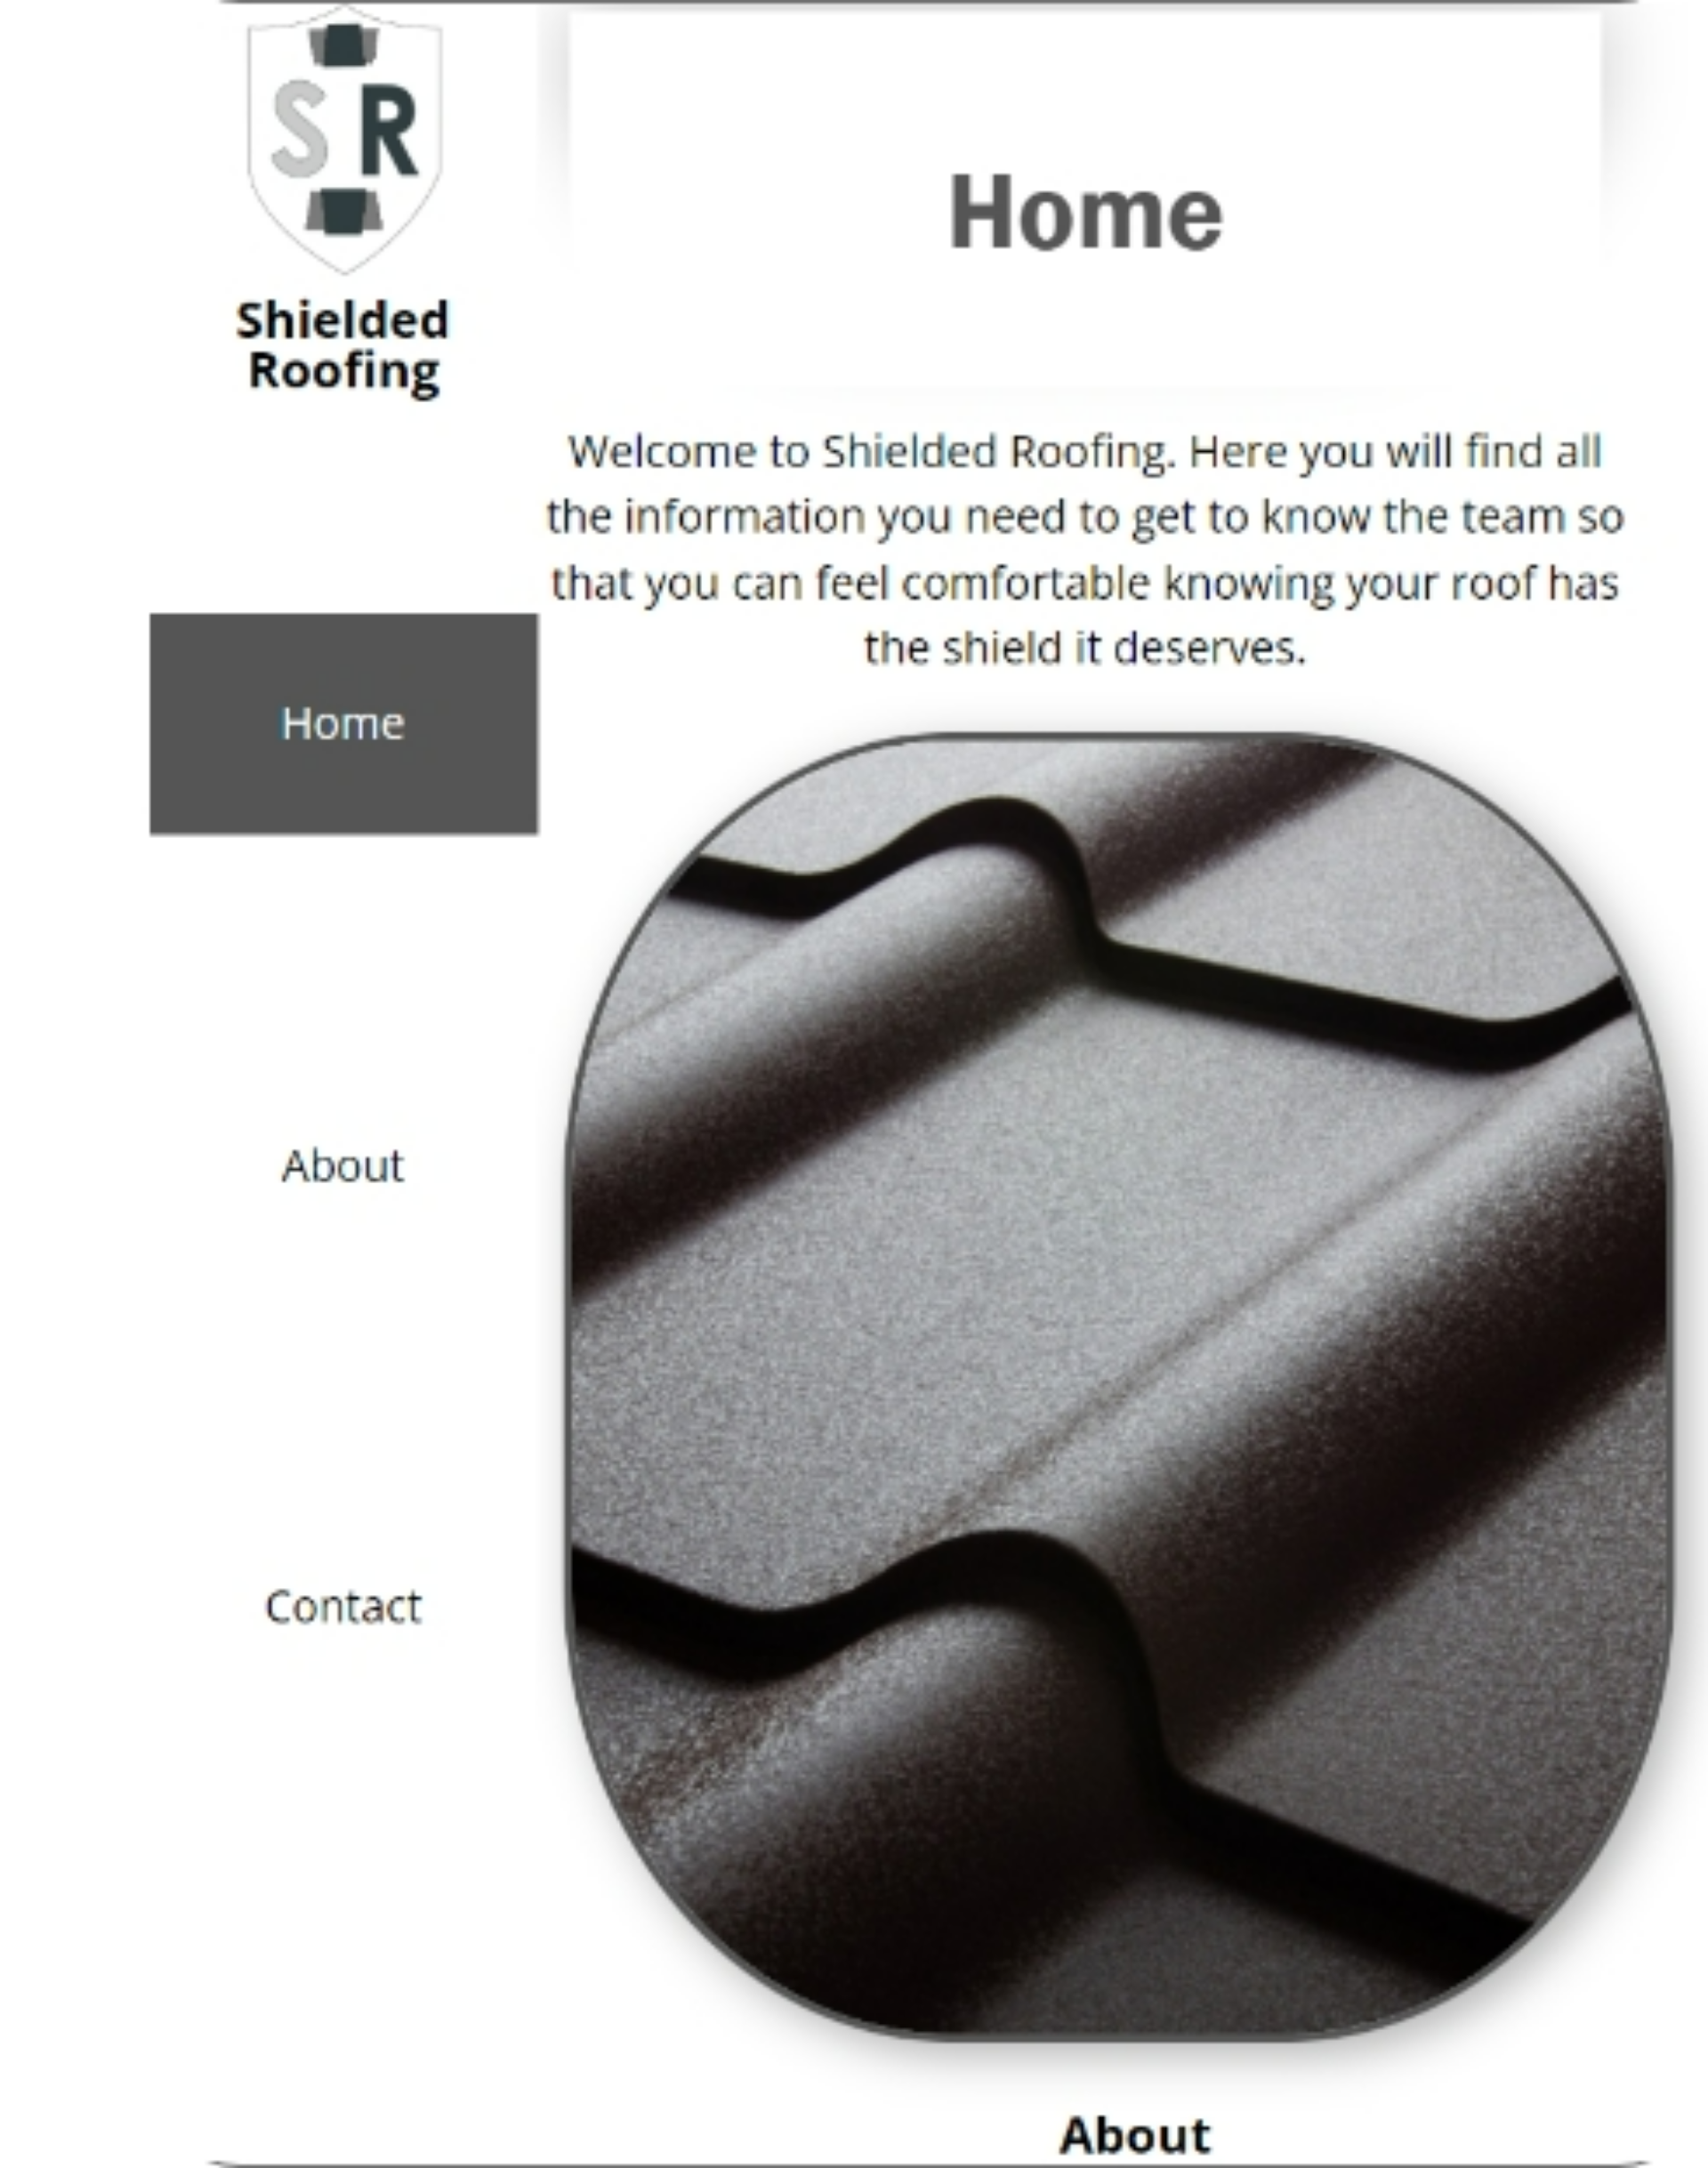 S R
Shielded
Roofing
Home
Home
About
Contact
Welcome to Shielded Roofing. Here you will find all
the information you need to get to know the team so
that you can feel comfortable knowing your roof has
the shield it deserves.
About